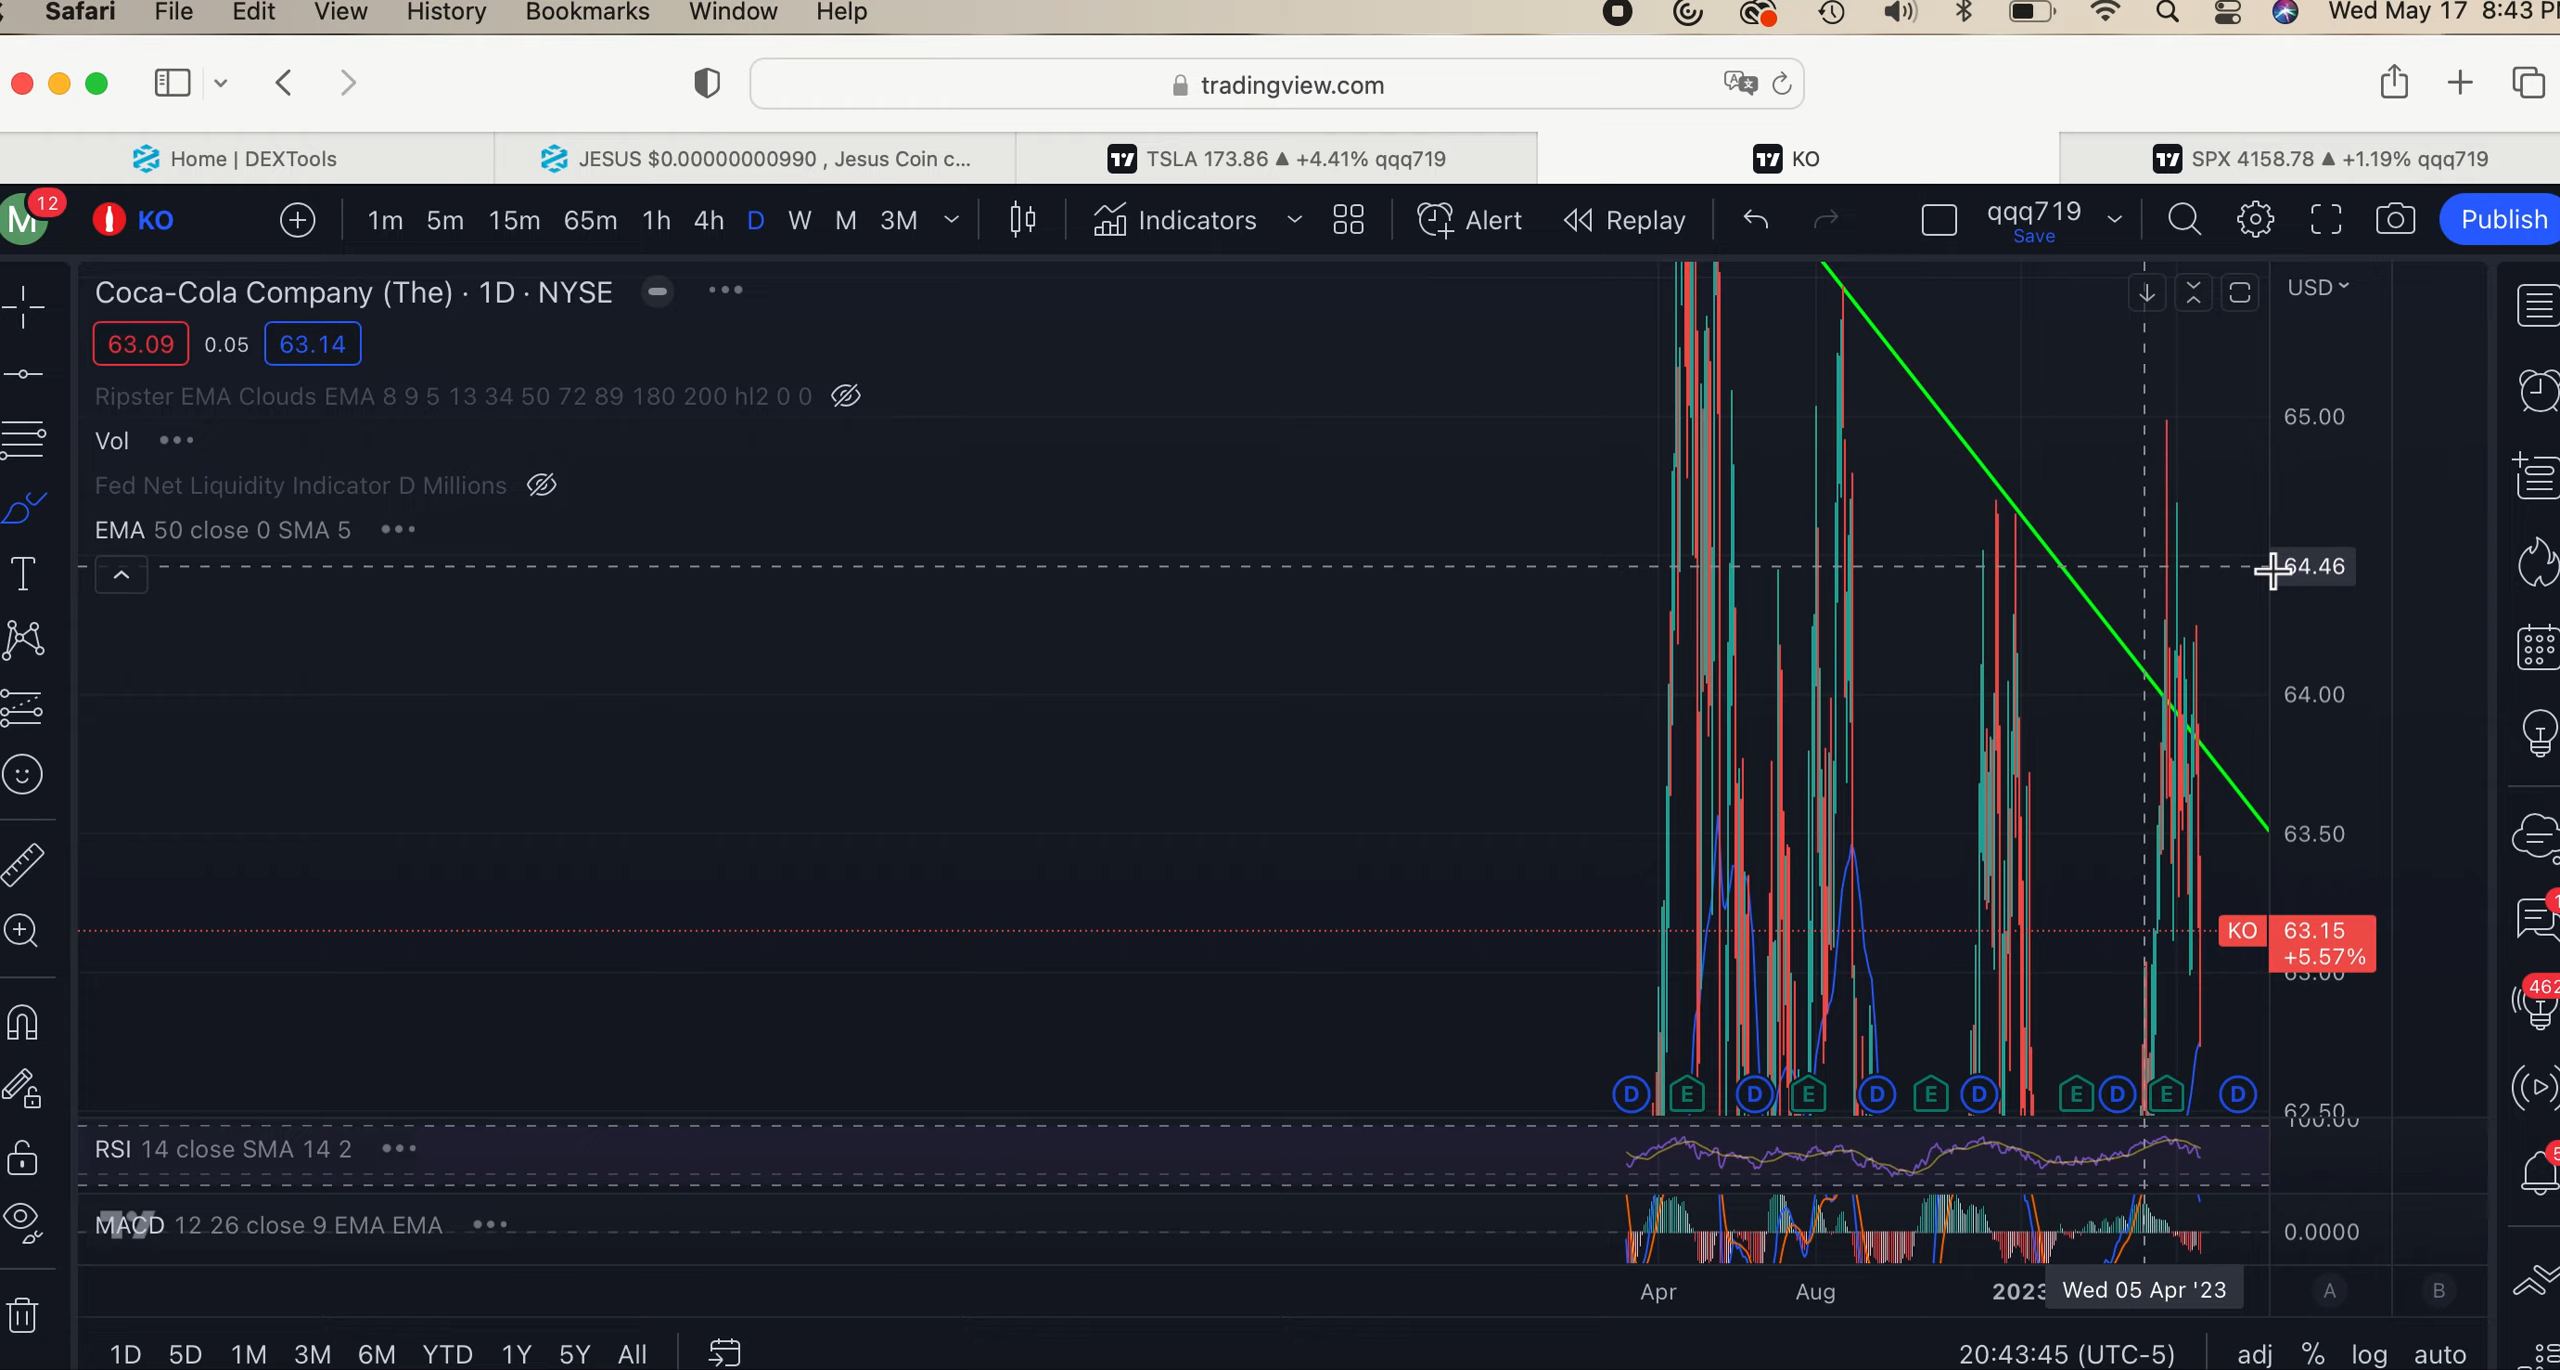 Safari File Edit View History Bookmarks Window Help Wed May 17 8:43 P
tradingview.com
Home | DEXTools JESUS $0.00000000990 , Jesus Coin c... TSLA 173.86 ▲ +4.41% qqq719 KO SPX 4158.78 ▲ +1.19% qqq719
M 12 KO 1m 5m 15m 65m 1h 4h D W M 3M Indicators Alert Replay qqq719 Save Publish
Coca-Cola Company (The) · 1D · NYSE USD
63.09 0.05 63.14
Ripster EMA Clouds EMA 8 9 5 13 34 50 72 89 180 200 hl2 0 0
Vol 65.00
Fed Net Liquidity Indicator D Millions
EMA 50 close 0 SMA 5
64.46
64.00
63.50
KO 63.15
+5.57%
63.00
462
D E D E D E D E D E D
62.50
100.00
RSI 14 close SMA 14 2
MACD 12 26 close 9 EMA EMA 0.0000
Apr Aug 2023 Wed 05 Apr '23 A B
1D 5D 1M 3M 6M YTD 1Y 5Y All 20:43:45 (UTC-5) adj % log auto